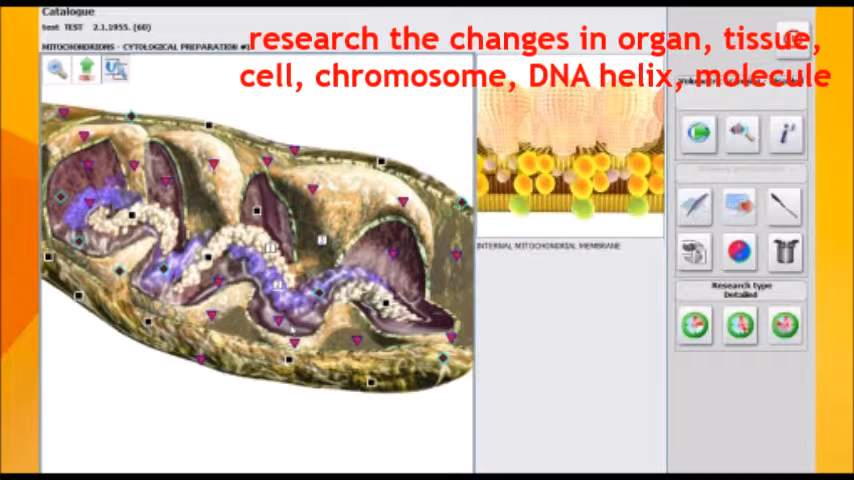 Catalogue
test TEST 2.1.1955. (60)
MITOCHONDRIONS - CYTOLOGICAL PREPARATION #1
research the changes in organ, tissue,
cell, chromosome, DNA helix, molecule
INTERNAL MITOCHONDRIAL MEMBRANE
Research type
Detailed